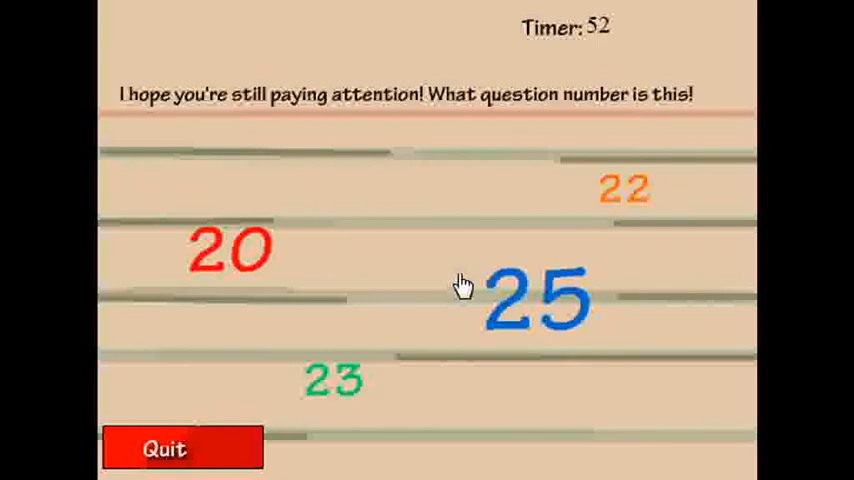 Timer: 52
I hope you're still paying attention! What question number is this!
22
20
25
23
Quit